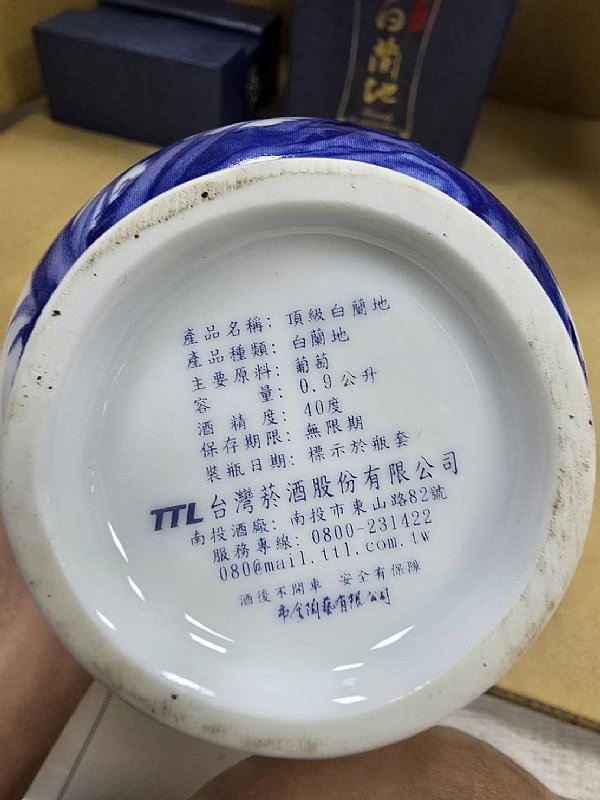 白蘭地
產品名稱: 頂級白蘭地
產品種類: 白蘭地
主要原料: 葡萄
容量: 0.9公升
酒精度: 40度
保存期限: 無限期
裝瓶日期: 標示於瓶套
TTL 台灣菸酒股份有限公司
南投酒廠: 南投市東山路82號
服務專線: 0800-231422
080@mail.ttl.com.tw
酒後不開車 安全有保障